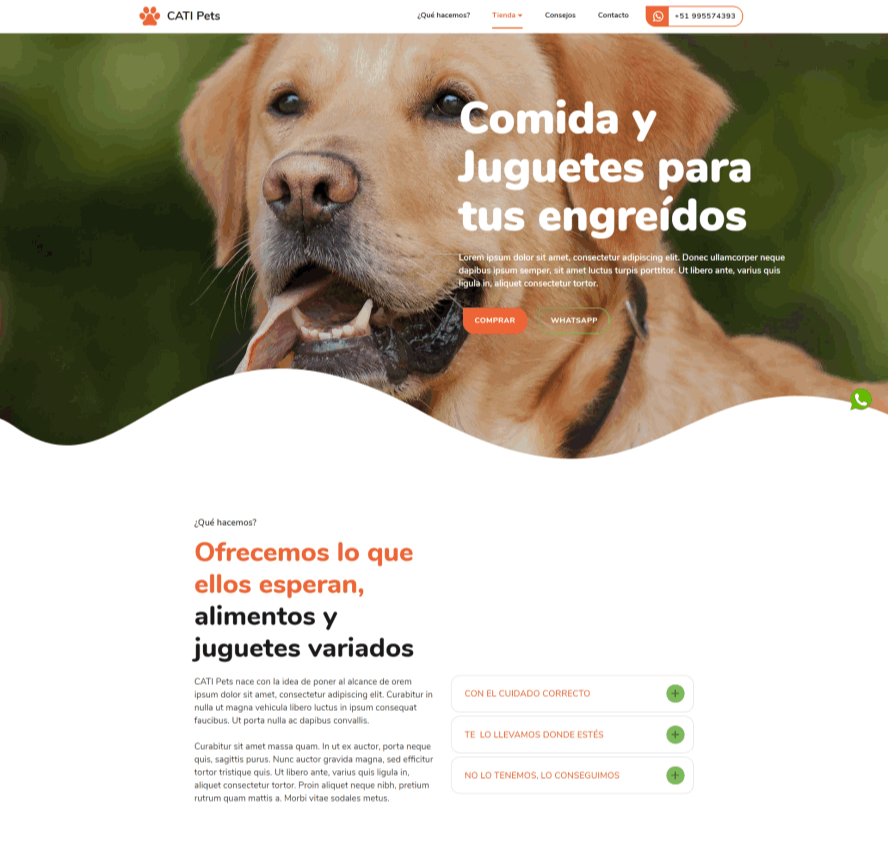 CATI Pets
¿Qué hacemos?
Tienda
Consejos
Contacto
+51 995574393
Comida y
Juguetes para
tus engreídos
Lorem ipsum dolor sit amet, consectetur adipiscing elit. Donec ullamcorper neque
dapibus ipsum semper, sit amet luctus turpis porttitor. Ut libero ante, varius quis
ligula in, aliquet consectetur tortor.
COMPRAR
WHATSAPP
¿Qué hacemos?
Ofrecemos lo que
ellos esperan,
alimentos y
juguetes variados
CATI Pets nace con la idea de poner al alcance de orem
ipsum dolor sit amet, consectetur adipiscing elit. Curabitur in
nulla ut magna vehicula libero luctus in ipsum consequat
faucibus. Ut porta nulla ac dapibus convallis.
Curabitur sit amet massa quam. In ut ex auctor, porta neque
quis, sagittis purus. Nunc auctor gravida magna, sed efficitur
tortor tristique quis. Ut libero ante, varius quis ligula in,
aliquet consectetur tortor. Proin aliquet neque nibh, pretium
rutrum quam mattis a. Morbi vitae sodales metus.
CON EL CUIDADO CORRECTO
TE LO LLEVAMOS DONDE ESTÉS
NO LO TENEMOS, LO CONSEGUIMOS